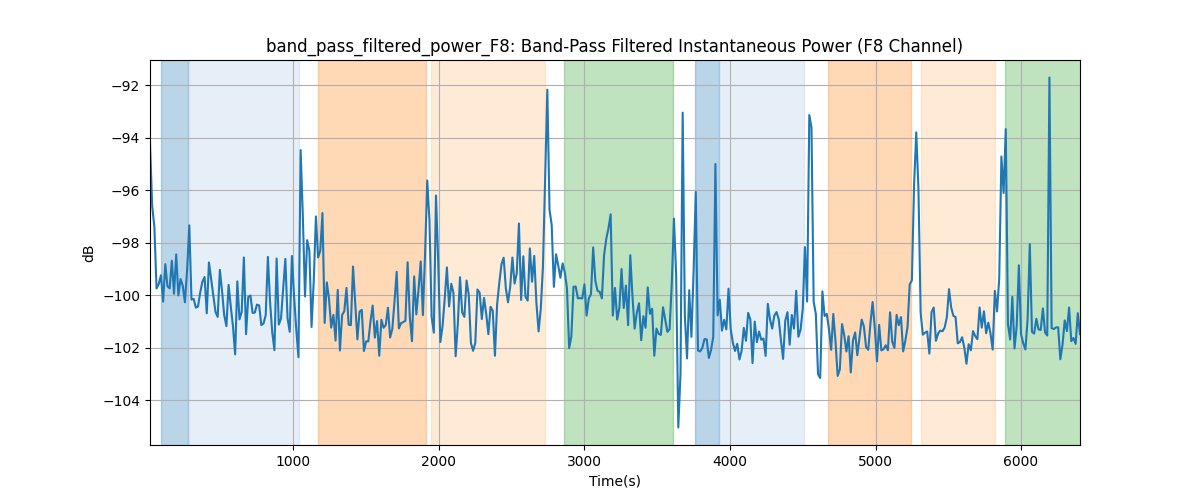 band_pass_filtered_power_F8: Band-Pass Filtered Instantaneous Power (F8 Channel)
dB
−92
−94
−96
−98
−100
−102
−104
1000 2000 3000 4000 5000 6000
Time(s)